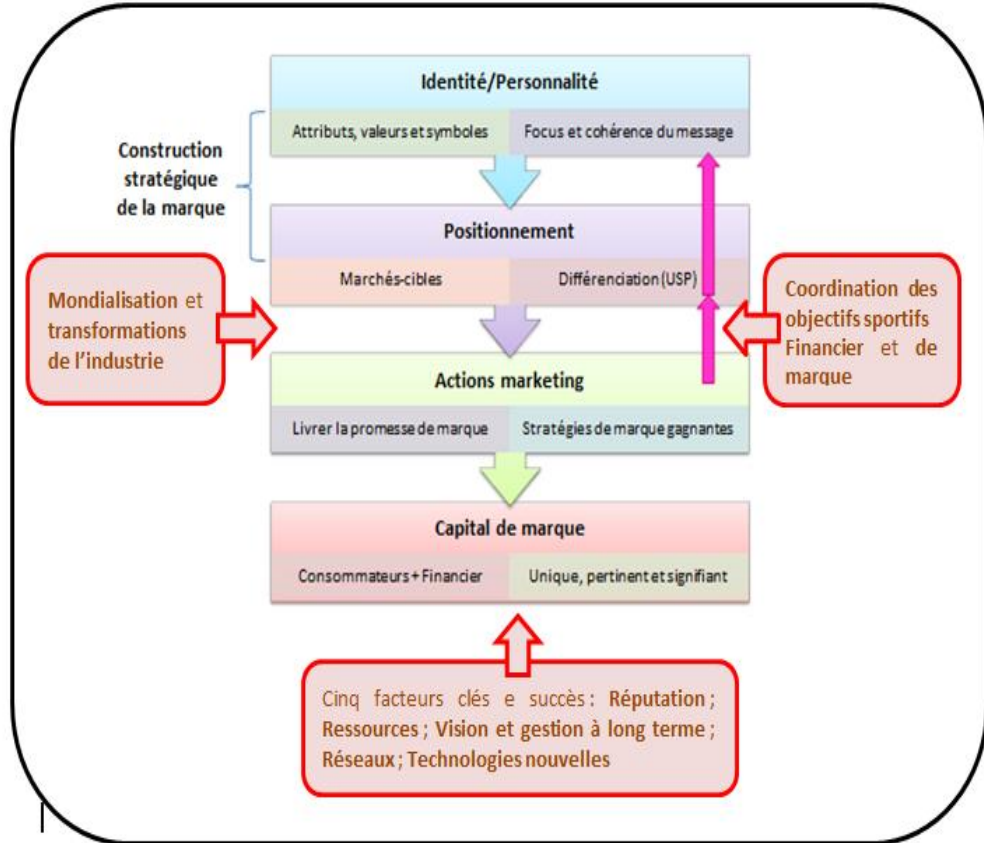 Identité/Personnalité
Attributs, valeurs et symboles
Focus et cohérence du message
Construction
stratégique
de la marque
Positionnement
Marchés-cibles
Différenciation (USP)
Mondialisation et
transformations
de l'industrie
Coordination des
objectifs sportifs
Financier et de
marque
Actions marketing
Livrer la promesse de marque
Stratégies de marque gagnantes
Capital de marque
Consommateurs + Financier
Unique, pertinent et signifiant
Cinq facteurs clés e succès : Réputation ;
Ressources ; Vision et gestion à long terme ;
Réseaux ; Technologies nouvelles